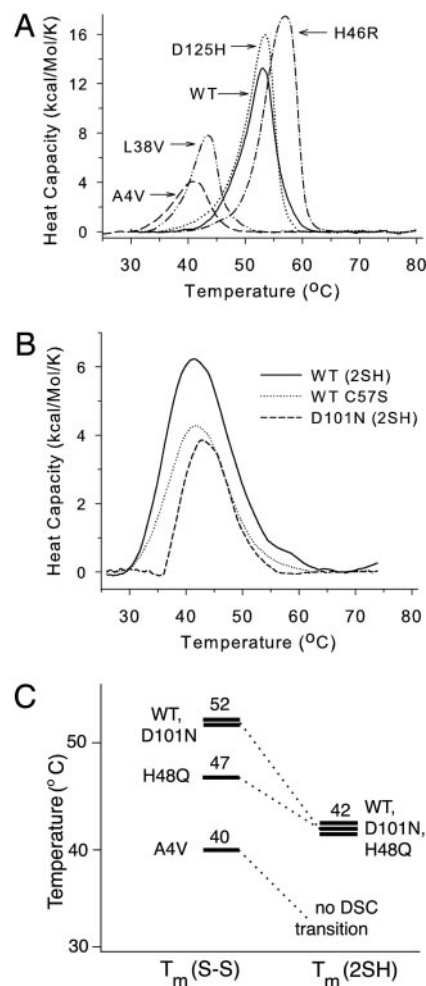 A
Heat Capacity (kcal/Mol/K)
16
12
8
4
0
D125H
H46R
WT
L38V
A4V
30 40 50 60 70 80
Temperature (°C)
B
Heat Capacity (kcal/Mol/K)
6
4
2
0
WT (2SH)
WT C57S
D101N (2SH)
30 40 50 60 70 80
Temperature (°C)
C
Temperature (° C)
50
40
30
WT,
D101N
52
H48Q
47
A4V
40
42
WT,
D101N,
H48Q
no DSC
transition
Tm(S-S)
Tm(2SH)